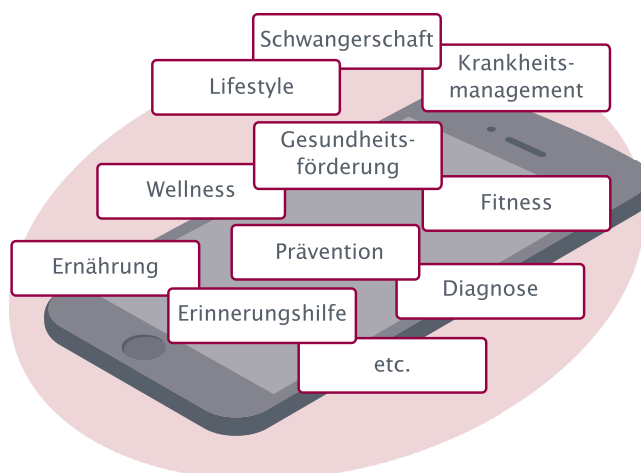 Schwangerschaft
Lifestyle
Krankheits-
management
Gesundheits-
förderung
Wellness
Fitness
Prävention
Ernährung
Diagnose
Erinnerungshilfe
etc.